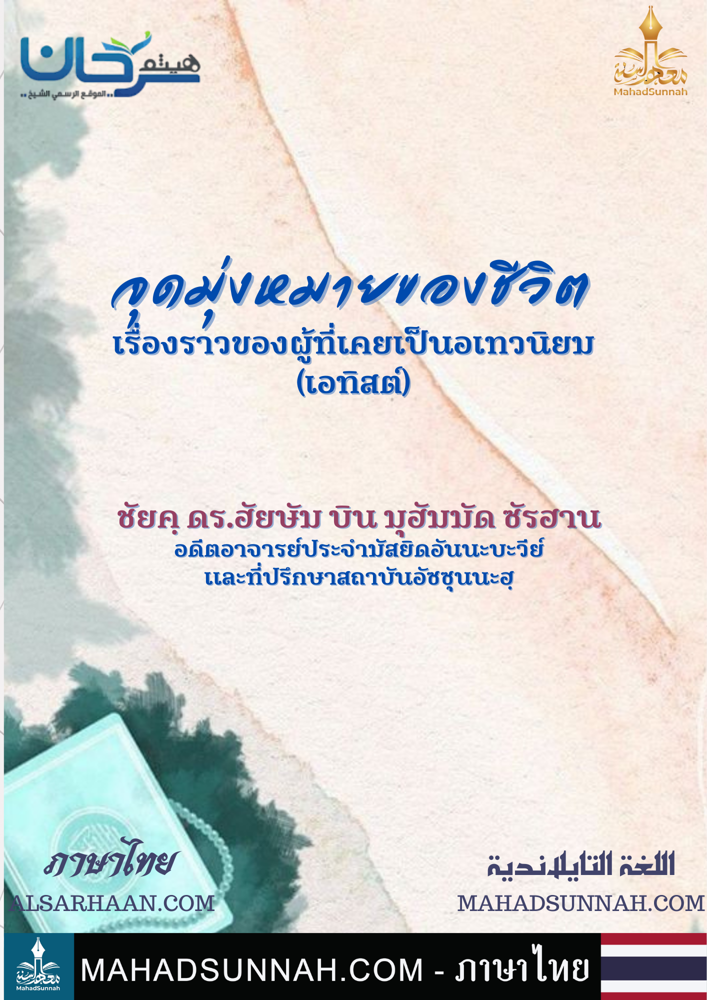 هيثم
سرحان
..الموقع الرسمي الشيخ..
معهد السنة
MahadSunnah
จุดมุ่งหมายของชีวิต
เรื่องราวของผู้ที่เคยเป็นอเทวนิยม
(เอทิสต์)
ชัยคฺ ดร.ฮัยษัม บิน มุฮัมมัด ซัรฮาน
อดีตอาจารย์ประจำมัสยิดอันนะบะวีย์
และที่ปรึกษาสถาบันอัซซุนนะฮฺ
ภาษาไทย
اللغة التايلاندية
ALSARHAAN.COM
MAHADSUNNAH.COM
معهد السنة
MahadSunnah
MAHADSUNNAH.COM - ภาษาไทย